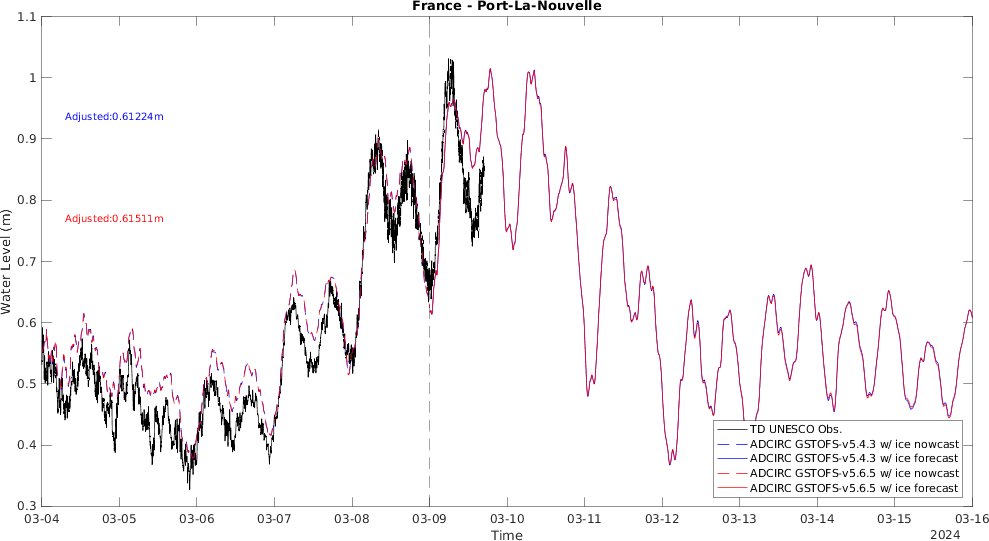 France - Port-La-Nouvelle
1.1
1
0.9
0.8
0.7
0.6
0.5
0.4
0.3
Water Level (m)
Adjusted:0.61224m
Adjusted:0.61511m
TD UNESCO Obs.
ADCIRC GSTOFS-v5.4.3 w/ ice nowcast
ADCIRC GSTOFS-v5.4.3 w/ ice forecast
ADCIRC GSTOFS-v5.6.5 w/ ice nowcast
ADCIRC GSTOFS-v5.6.5 w/ ice forecast
03-04 03-05 03-06 03-07 03-08 03-09 03-10 03-11 03-12 03-13 03-14 03-15 03-16
Time
2024